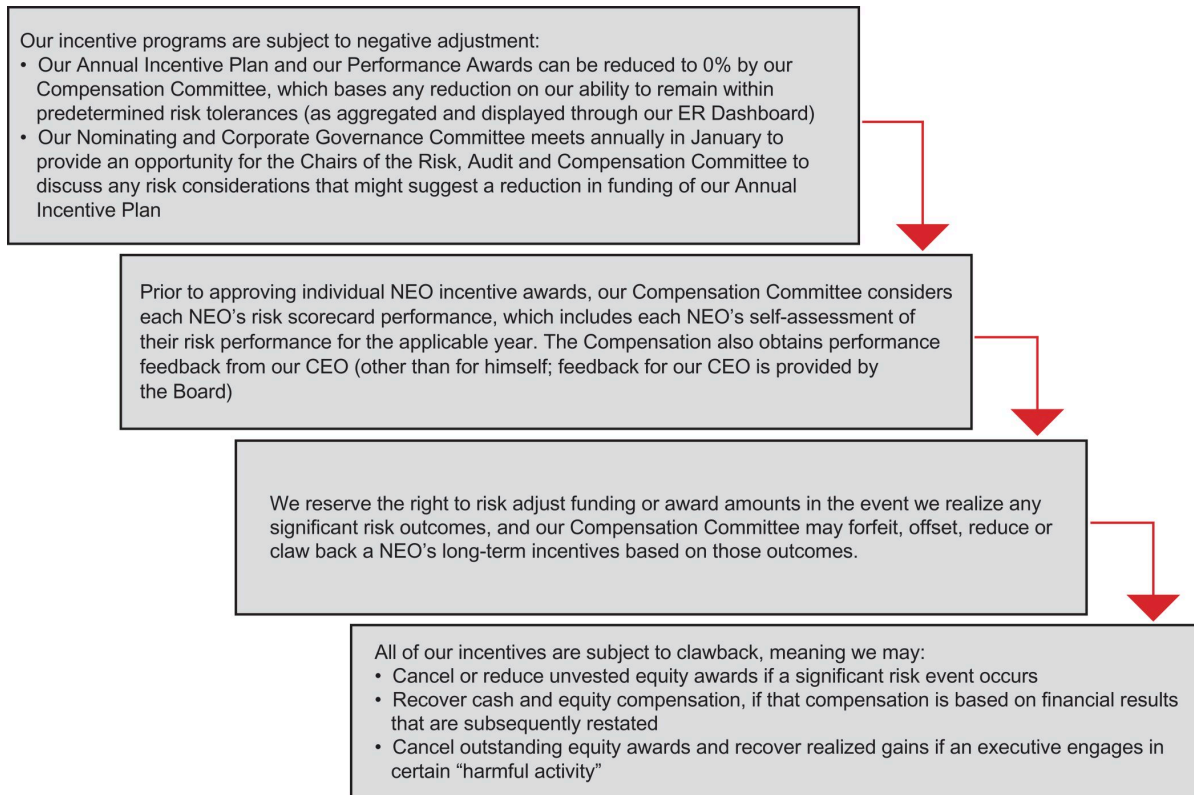 Our incentive programs are subject to negative adjustment:
• Our Annual Incentive Plan and our Performance Awards can be reduced to 0% by our
Compensation Committee, which bases any reduction on our ability to remain within
predetermined risk tolerances (as aggregated and displayed through our ER Dashboard)
• Our Nominating and Corporate Governance Committee meets annually in January to
provide an opportunity for the Chairs of the Risk, Audit and Compensation Committee to
discuss any risk considerations that might suggest a reduction in funding of our Annual
Incentive Plan
Prior to approving individual NEO incentive awards, our Compensation Committee considers
each NEO's risk scorecard performance, which includes each NEO's self-assessment of
their risk performance for the applicable year. The Compensation also obtains performance
feedback from our CEO (other than for himself; feedback for our CEO is provided by
the Board)
We reserve the right to risk adjust funding or award amounts in the event we realize any
significant risk outcomes, and our Compensation Committee may forfeit, offset, reduce or
claw back a NEO's long-term incentives based on those outcomes.
All of our incentives are subject to clawback, meaning we may:
• Cancel or reduce unvested equity awards if a significant risk event occurs
• Recover cash and equity compensation, if that compensation is based on financial results
that are subsequently restated
• Cancel outstanding equity awards and recover realized gains if an executive engages in
certain “harmful activity”